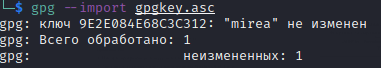 └─$ gpg --import gpgkey.asc
gpg: ключ 9E2E084E68C3C312: "mirea" не изменен
gpg: Всего обработано: 1
gpg:                 неизмененных: 1